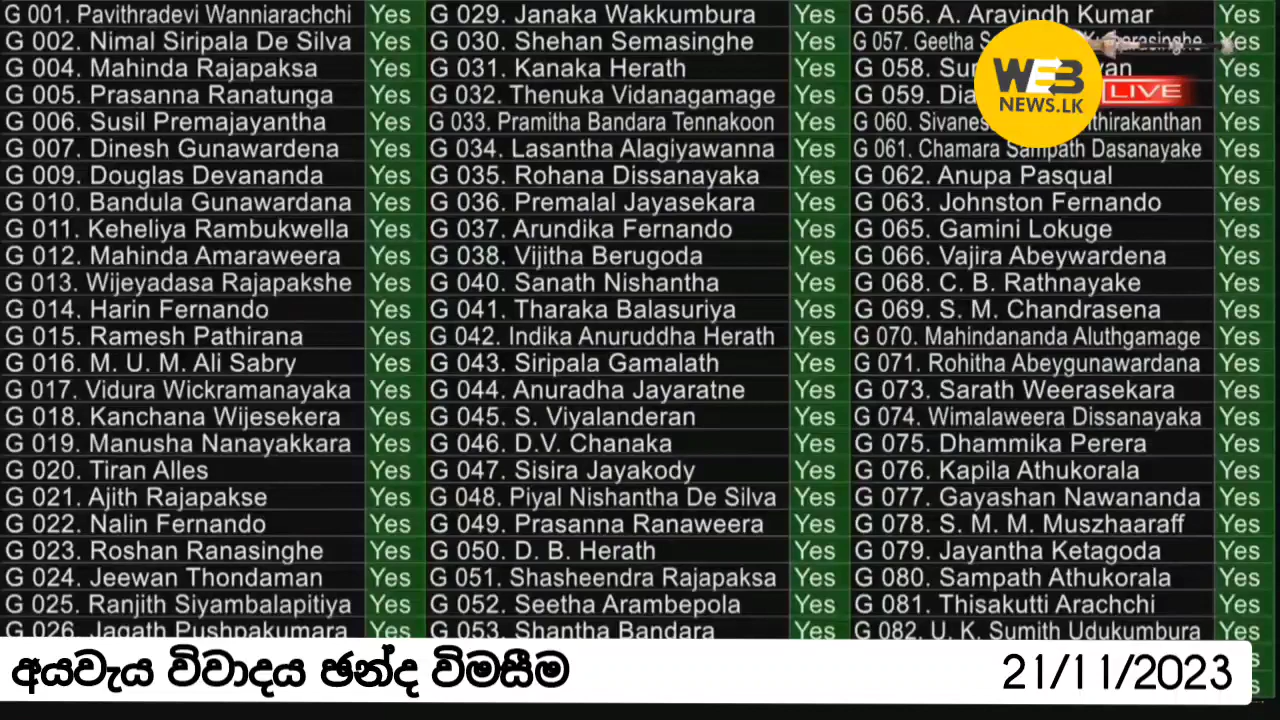 G 001. Pavithradevi Wanniarachchi Yes
G 002. Nimal Siripala De Silva Yes
G 004. Mahinda Rajapaksa Yes
G 005. Prasanna Ranatunga Yes
G 006. Susil Premajayantha Yes
G 007. Dinesh Gunawardena Yes
G 009. Douglas Devananda Yes
G 010. Bandula Gunawardana Yes
G 011. Keheliya Rambukwella Yes
G 012. Mahinda Amaraweera Yes
G 013. Wijeyadasa Rajapakshe Yes
G 014. Harin Fernando Yes
G 015. Ramesh Pathirana Yes
G 016. M. U. M. Ali Sabry Yes
G 017. Vidura Wickramanayaka Yes
G 018. Kanchana Wijesekera Yes
G 019. Manusha Nanayakkara Yes
G 020. Tiran Alles Yes
G 021. Ajith Rajapakse Yes
G 022. Nalin Fernando Yes
G 023. Roshan Ranasinghe Yes
G 024. Jeewan Thondaman Yes
G 025. Ranjith Siyambalapitiya Yes
G 026. Jagath Pushpakumara Yes
G 029. Janaka Wakkumbura Yes
G 030. Shehan Semasinghe Yes
G 031. Kanaka Herath Yes
G 032. Thenuka Vidanagamage Yes
G 033. Pramitha Bandara Tennakoon Yes
G 034. Lasantha Alagiyawanna Yes
G 035. Rohana Dissanayaka Yes
G 036. Premalal Jayasekara Yes
G 037. Arundika Fernando Yes
G 038. Vijitha Berugoda Yes
G 040. Sanath Nishantha Yes
G 041. Tharaka Balasuriya Yes
G 042. Indika Anuruddha Herath Yes
G 043. Siripala Gamalath Yes
G 044. Anuradha Jayaratne Yes
G 045. S. Viyalanderan Yes
G 046. D.V. Chanaka Yes
G 047. Sisira Jayakody Yes
G 048. Piyal Nishantha De Silva Yes
G 049. Prasanna Ranaweera Yes
G 050. D. B. Herath Yes
G 051. Shasheendra Rajapaksa Yes
G 052. Seetha Arambepola Yes
G 053. Shantha Bandara Yes
G 056. A. Aravindh Kumar Yes
G 057. Geetha Yes
G 058. Yes
G 059. Yes
G 060. Yes
G 061. Chamara Sampath Dasanayake Yes
G 062. Anupa Pasqual Yes
G 063. Johnston Fernando Yes
G 065. Gamini Lokuge Yes
G 066. Vajira Abeywardena Yes
G 068. C. B. Rathnayake Yes
G 069. S. M. Chandrasena Yes
G 070. Mahindananda Aluthgamage Yes
G 071. Rohitha Abeygunawardana Yes
G 073. Sarath Weerasekara Yes
G 074. Wimalaweera Dissanayaka Yes
G 075. Dhammika Perera Yes
G 076. Kapila Athukorala Yes
G 077. Gayashan Nawananda Yes
G 078. S. M. M. Muszhaaraff Yes
G 079. Jayantha Ketagoda Yes
G 080. Sampath Athukorala Yes
G 081. Thisakutti Arachchi Yes
G 082. U. K. Sumith Udukumbura Yes
WEB
NEWS.LK
LIVE
අයවැය විවාදය ඡන්ද විමසීම
21/11/2023